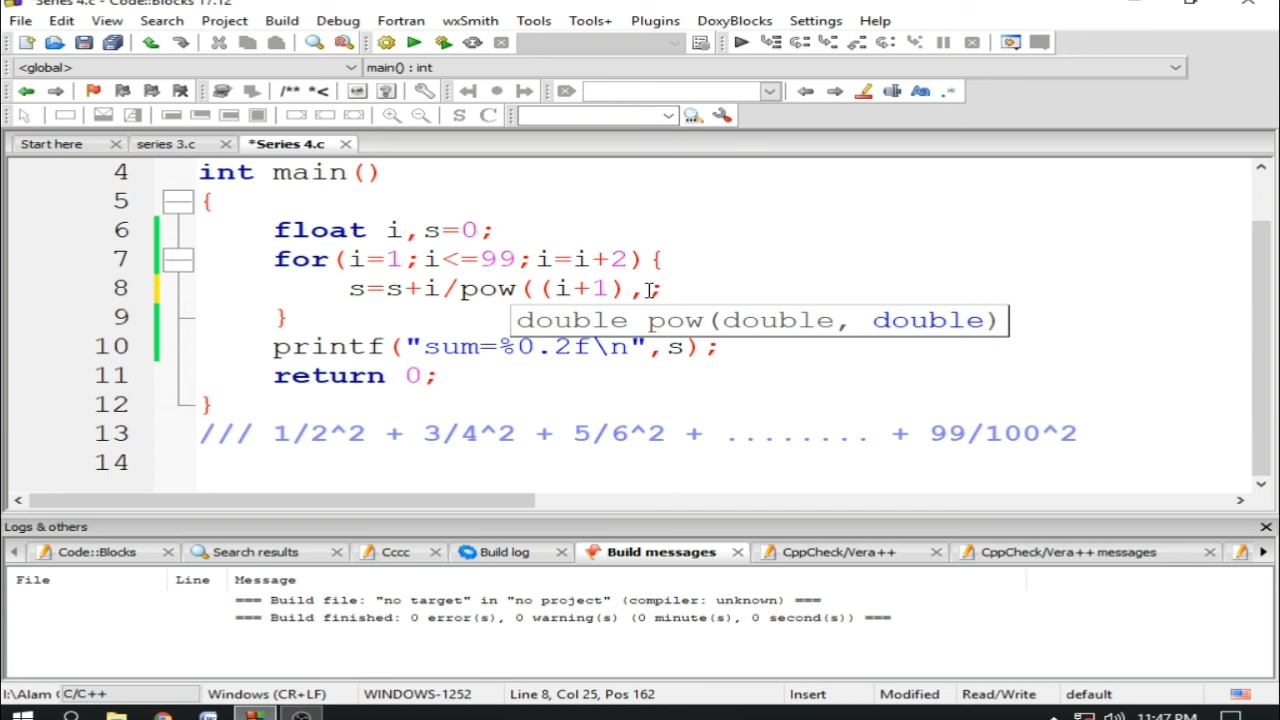 *Series 4.c - Code::Blocks 17.12
File Edit View Search Project Build Debug Fortran wxSmith Tools Tools+ Plugins DoxyBlocks Settings Help
<global> main() : int
/** *<
S C
Start here series 3.c *Series 4.c
4 int main()
5 {
6 float i,s=0;
7 for(i=1;i<=99;i=i+2){
8 s=s+i/pow((i+1),;
double pow(double, double)
9 }
10 printf("sum=%0.2f\n",s);
11 return 0;
12 }
13 /// 1/2^2 + 3/4^2 + 5/6^2 + ........ + 99/100^2
14
Logs & others
Code::Blocks Search results Cccc Build log Build messages CppCheck/Vera++ CppCheck/Vera++ messages
File Line Message
=== Build file: "no target" in "no project" (compiler: unknown) ===
=== Build finished: 0 error(s), 0 warning(s) (0 minute(s), 0 second(s)) ===
I:\Alam C/C++ Windows (CR+LF) WINDOWS-1252 Line 8, Col 25, Pos 162 Insert Modified Read/Write default
11:47 PM